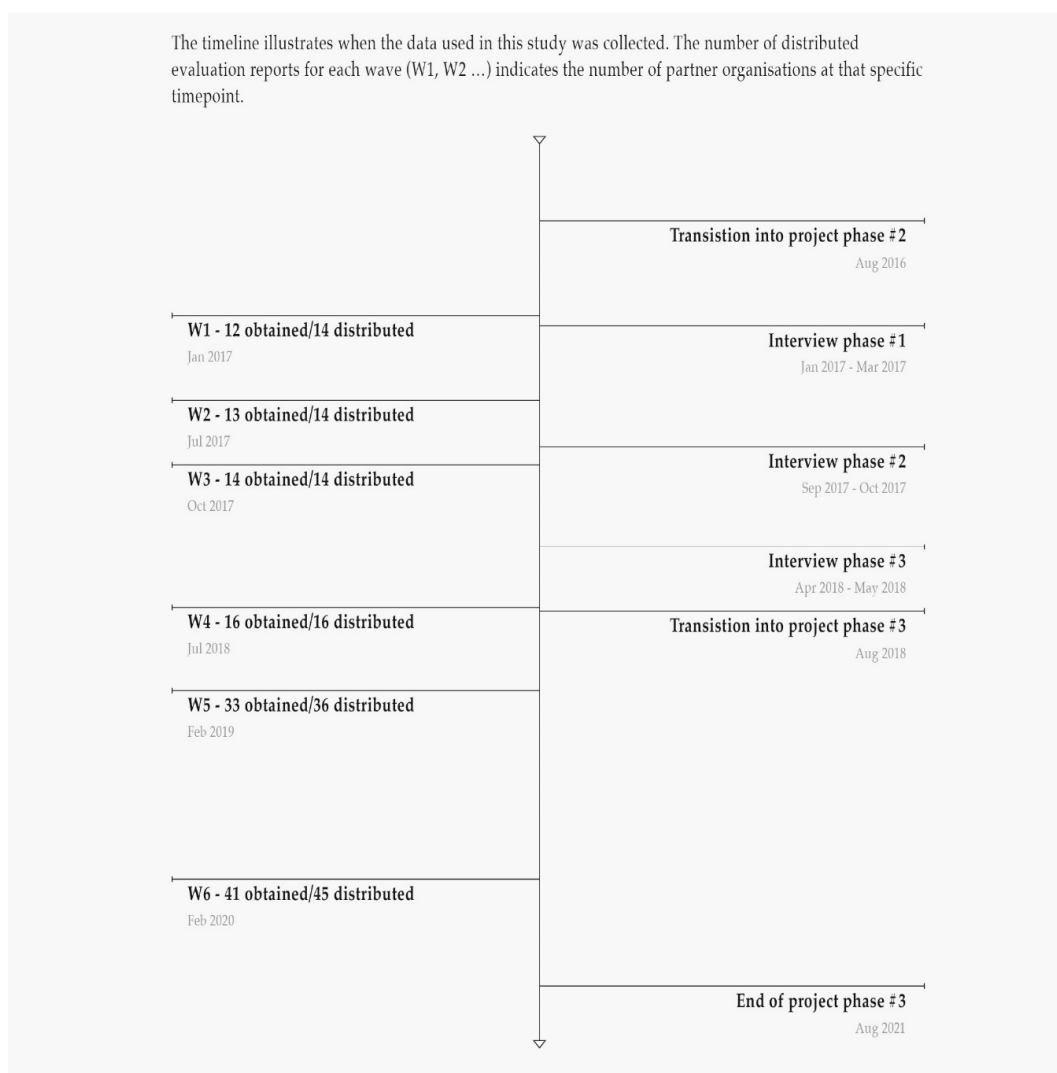 The timeline illustrates when the data used in this study was collected. The number of distributed
evaluation reports for each wave (W1, W2 ...) indicates the number of partner organisations at that specific
timepoint.
Transistion into project phase #2
Aug 2016
W1 - 12 obtained/14 distributed
Jan 2017
Interview phase #1
Jan 2017 - Mar 2017
W2 - 13 obtained/14 distributed
Jul 2017
Interview phase #2
Sep 2017 - Oct 2017
W3 - 14 obtained/14 distributed
Oct 2017
Interview phase #3
Apr 2018 - May 2018
W4 - 16 obtained/16 distributed
Jul 2018
Transistion into project phase #3
Aug 2018
W5 - 33 obtained/36 distributed
Feb 2019
W6 - 41 obtained/45 distributed
Feb 2020
End of project phase #3
Aug 2021